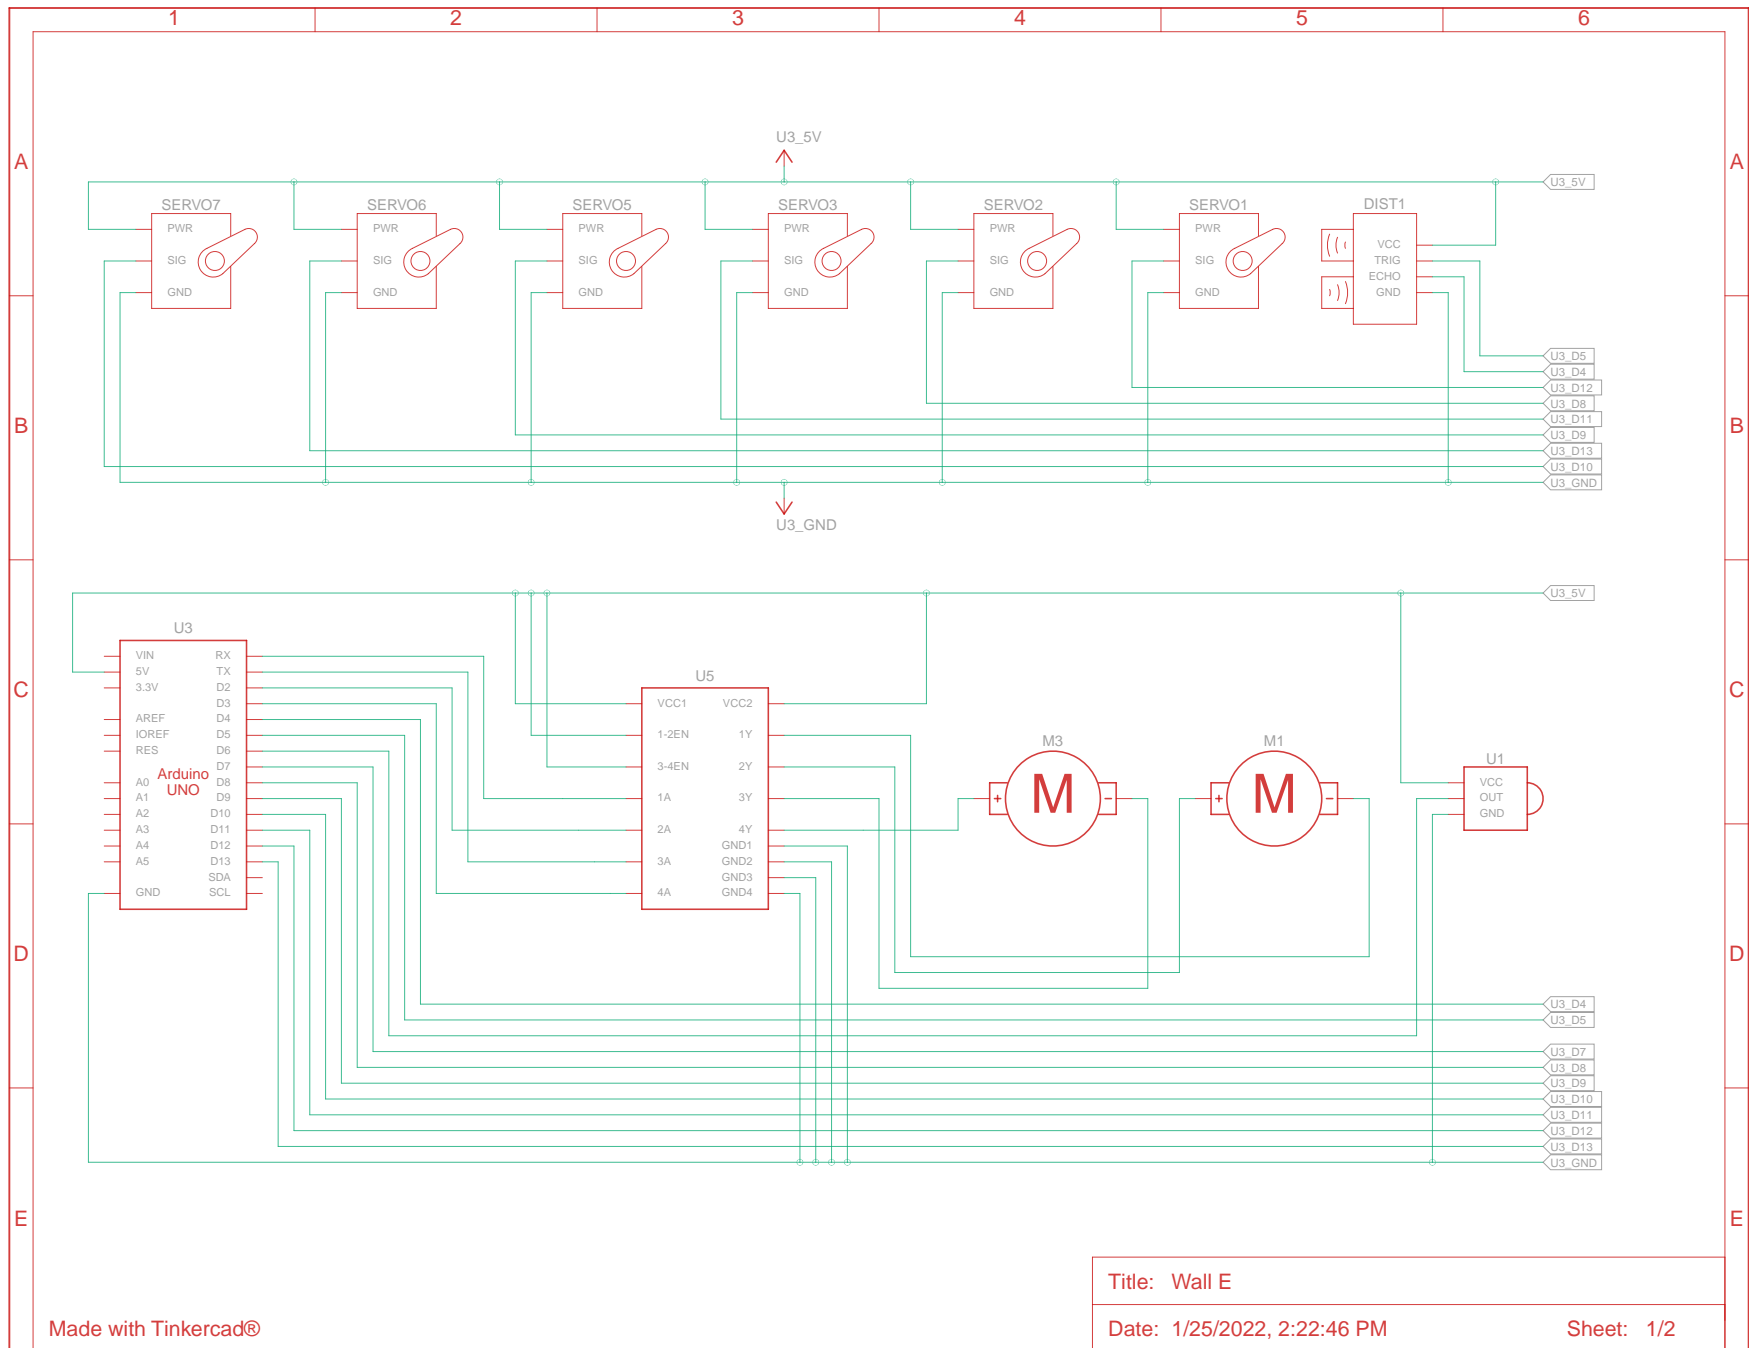 1 2 3 4 5 6
A A
U3_5V
U3_5V
SERVO7 SERVO6 SERVO5 SERVO3 SERVO2 SERVO1 DIST1
PWR PWR PWR PWR PWR PWR
VCC
SIG SIG SIG SIG SIG SIG TRIG
ECHO
GND GND GND GND GND GND GND
U3_D5
U3_D4
U3_D12
U3_D8
U3_D11
B B
U3_D9
U3_D13
U3_D10
U3_GND
U3_GND
U3_5V
U3
VIN RX
5V TX
3.3V D2
D3
AREF D4
IOREF D5
RES D6
D7
Arduino
UNO
A0 D8
A1 D9
A2 D10
A3 D11
A4 D12
A5 D13
SDA
GND SCL
C C
U5
VCC1 VCC2
1-2EN 1Y
3-4EN 2Y
1A 3Y
2A 4Y
GND1
3A GND2
GND3
4A GND4
M3
+ M -
M1
+ M -
U1
VCC
OUT
GND
D D
U3_D4
U3_D5
U3_D7
U3_D8
U3_D9
U3_D10
U3_D11
U3_D12
U3_D13
U3_GND
E E
Title: Wall E
Made with Tinkercad®
Date: 1/25/2022, 2:22:46 PM Sheet: 1/2